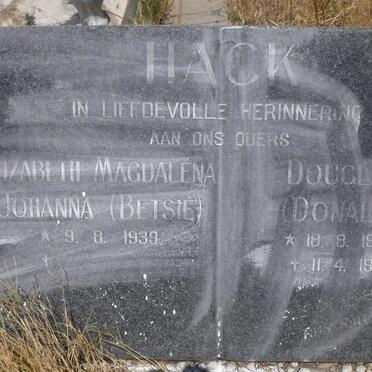 HACK
IN LIEFDEVOLLE HERINNERING
AAN ONS OUERS
IZABETH MAGDALENA
JOHANNA (BETSIE)
* 9. 8. 1939.
+
DOUGL
(DONAL
* 18. 8. 19
+ 11. 4. 19